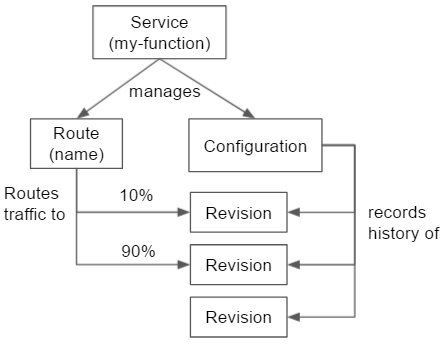 Service
(my-function)
manages
Route
(name)
Configuration
Routes
traffic to
10%
Revision
records
history of
90%
Revision
Revision